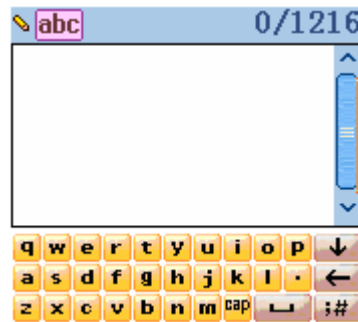 abc 0/1216
q w e r t y u i o p ↓
a s d f g h j k l · ←
z x c v b n m cap ␣ ;#